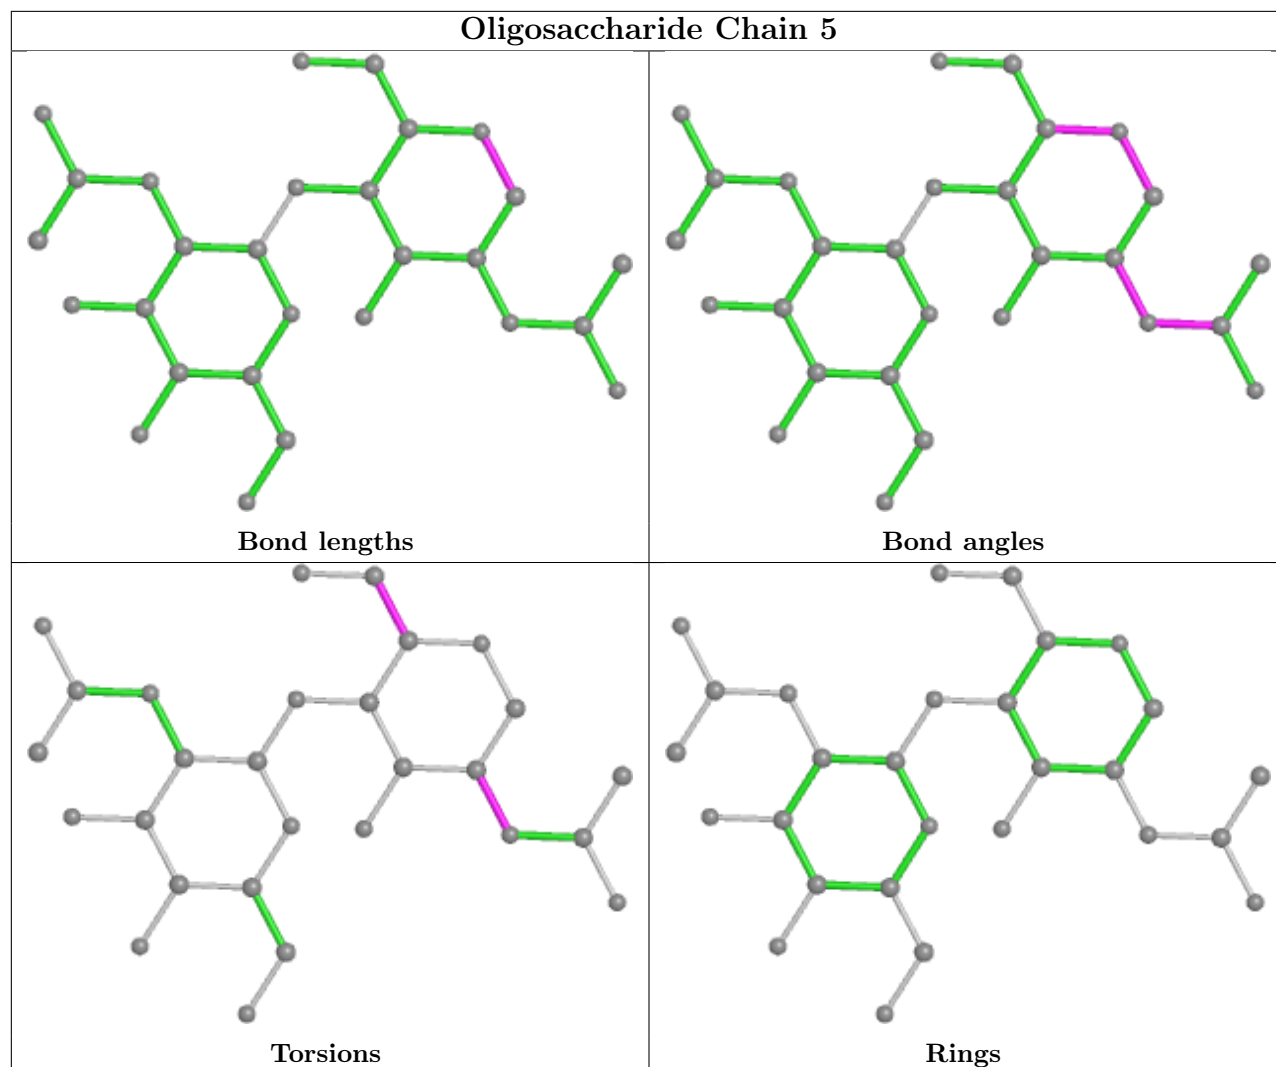 Oligosaccharide Chain 5
Bond lengths
Bond angles
Torsions
Rings